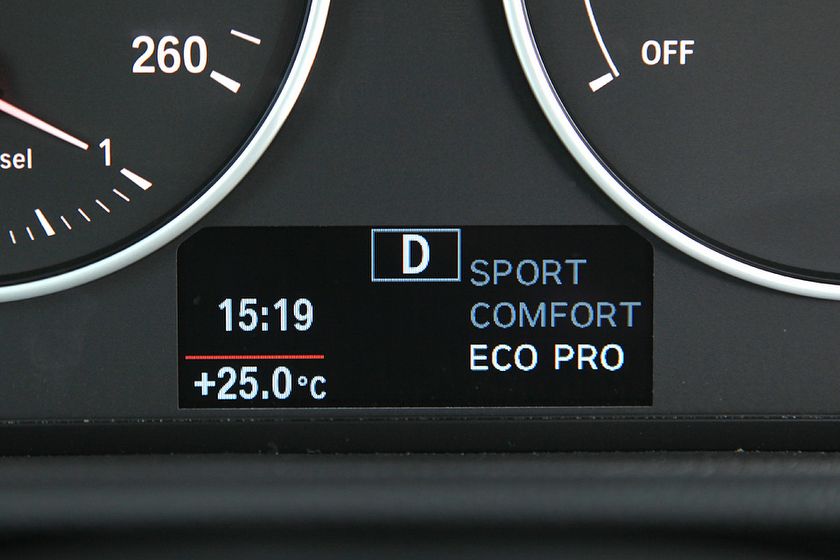 260
OFF
1
sel
D
SPORT
15:19
COMFORT
ECO PRO
+25.0°C